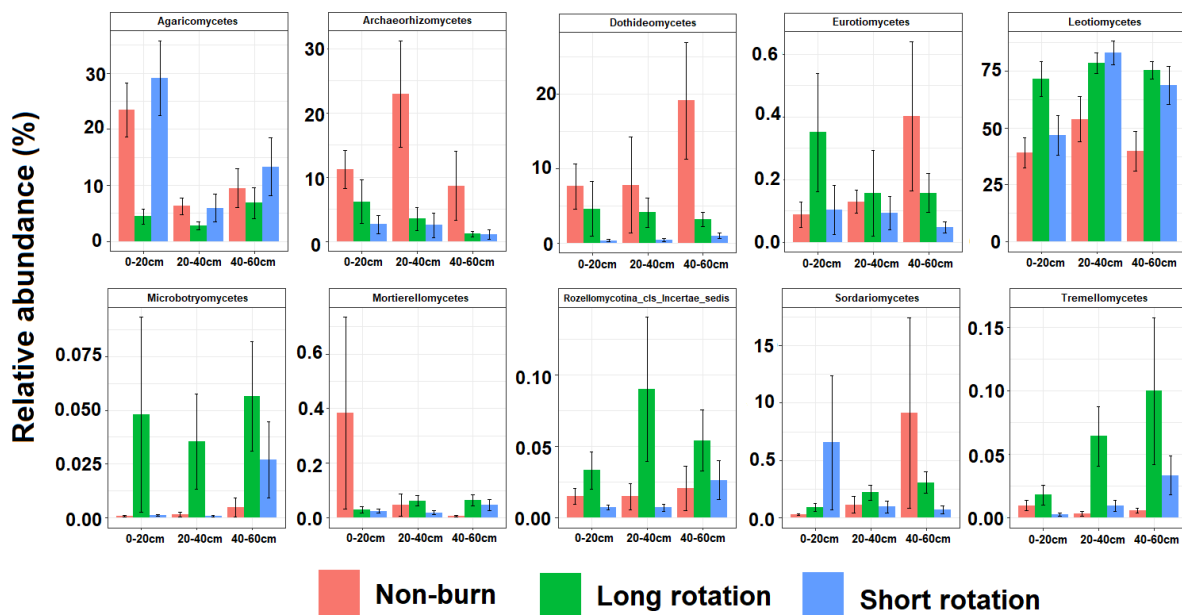 Relative abundance (%)
Agaricomycetes
30
20
10
0
0-20cm 20-40cm 40-60cm
Archaeorhizomycetes
30
20
10
0
0-20cm 20-40cm 40-60cm
Dothideomycetes
20
10
0
0-20cm 20-40cm 40-60cm
Eurotiomycetes
0.6
0.4
0.2
0.0
0-20cm 20-40cm 40-60cm
Leotiomycetes
75
50
25
0
0-20cm 20-40cm 40-60cm
Microbotryomycetes
0.075
0.050
0.025
0.00
0-20cm 20-40cm 40-60cm
Mortierellomycetes
0.6
0.4
0.2
0.0
0-20cm 20-40cm 40-60cm
Rozellomycotina_cls_Incertae_sedis
0.10
0.05
0.00
0-20cm 20-40cm 40-60cm
Sordariomycetes
15
10
0.5
0.0
0-20cm 20-40cm 40-60cm
Tremellomycetes
0.15
0.10
0.05
0.00
0-20cm 20-40cm 40-60cm
Non-burn Long rotation Short rotation